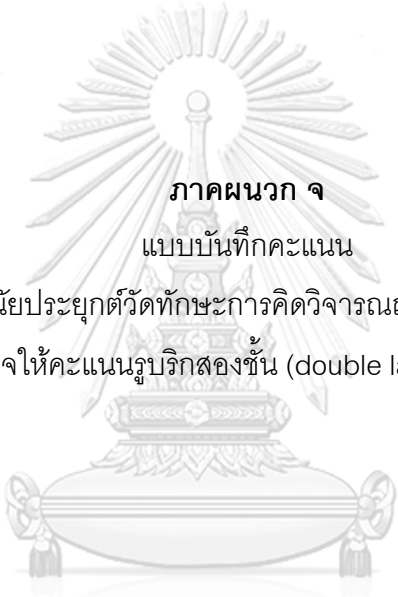 ภาคผนวก จ
แบบบันทึกคะแนน
นัยประยุกต์วัดทักษะการคิดวิจารณญ
จให้คะแนนรูบริกสองชั้น (double la